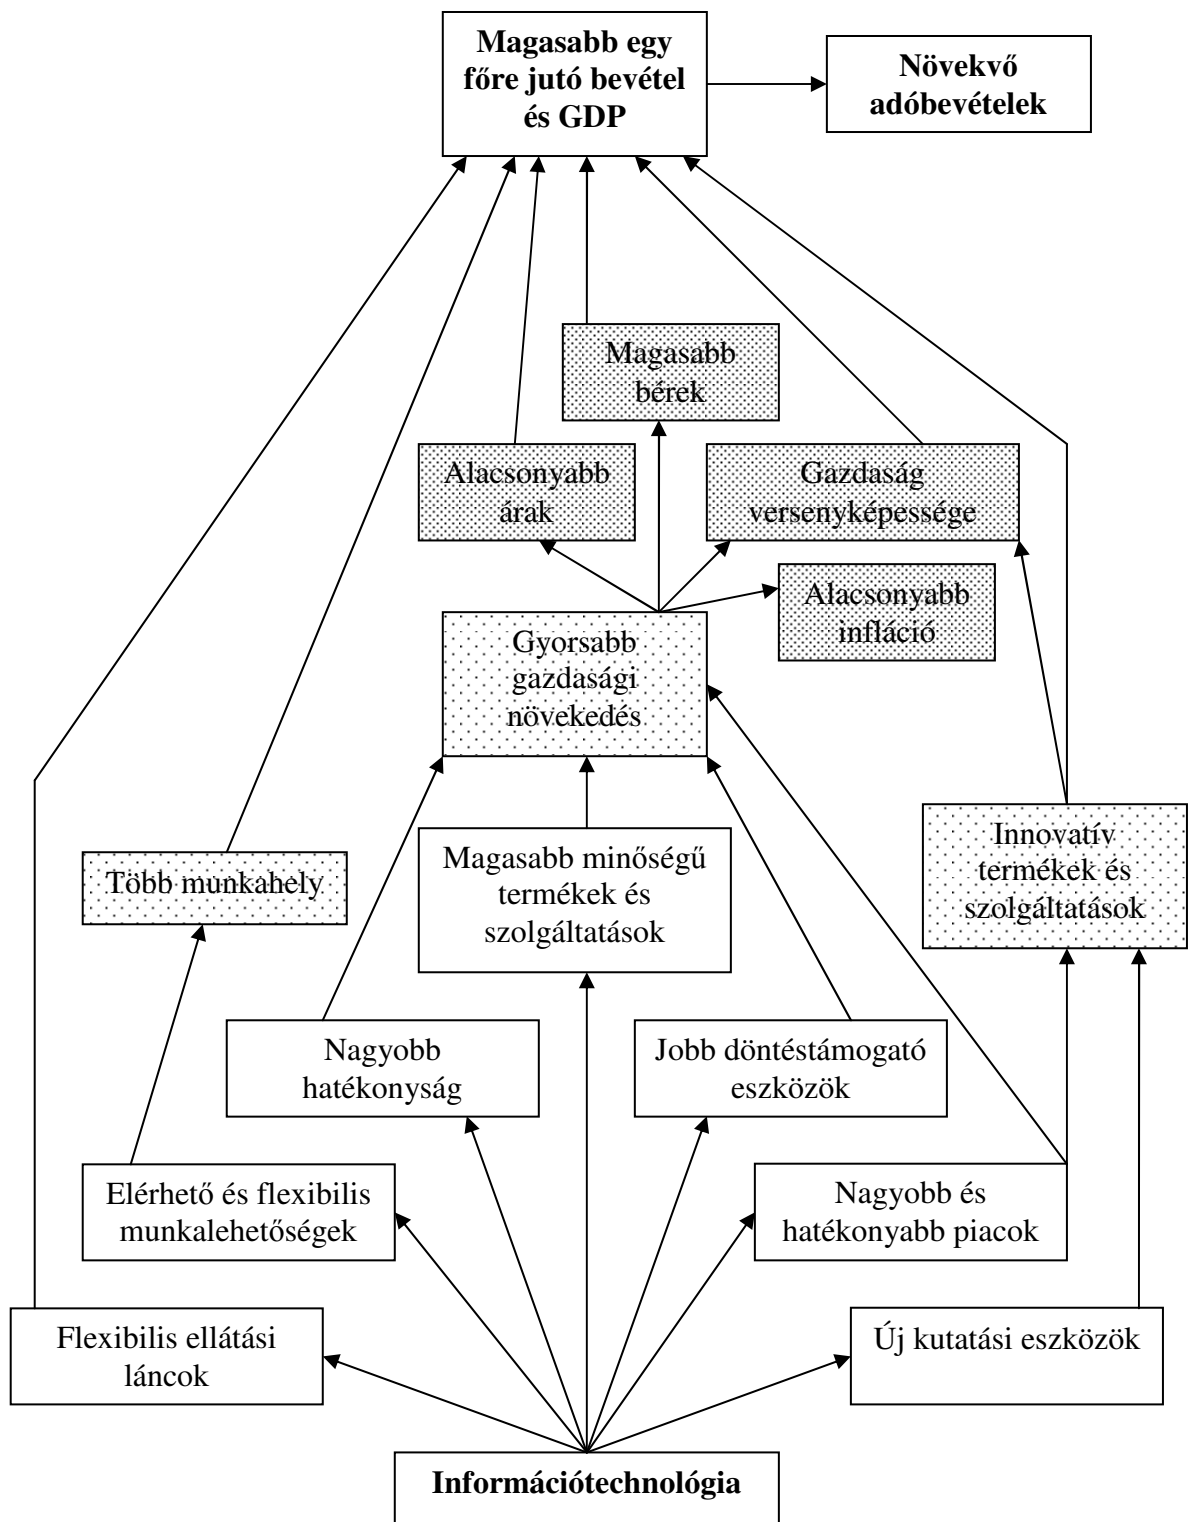 Magasabb egy
főre jutó bevétel
és GDP
Növekvő
adóbevételek
Magasabb
bérek
Alacsonyabb
árak
Gazdaság
versenyképessége
Alacsonyabb
infláció
Gyorsabb
gazdasági
növekedés
Több munkahely
Magasabb minőségű
termékek és
szolgáltatások
Innovatív
termékek és
szolgáltatások
Nagyobb
hatékonyság
Jobb döntéstámogató
eszközök
Elérhető és flexibilis
munkalehetőségek
Nagyobb és
hatékonyabb piacok
Flexibilis ellátási
láncok
Új kutatási eszközök
Információtechnológia